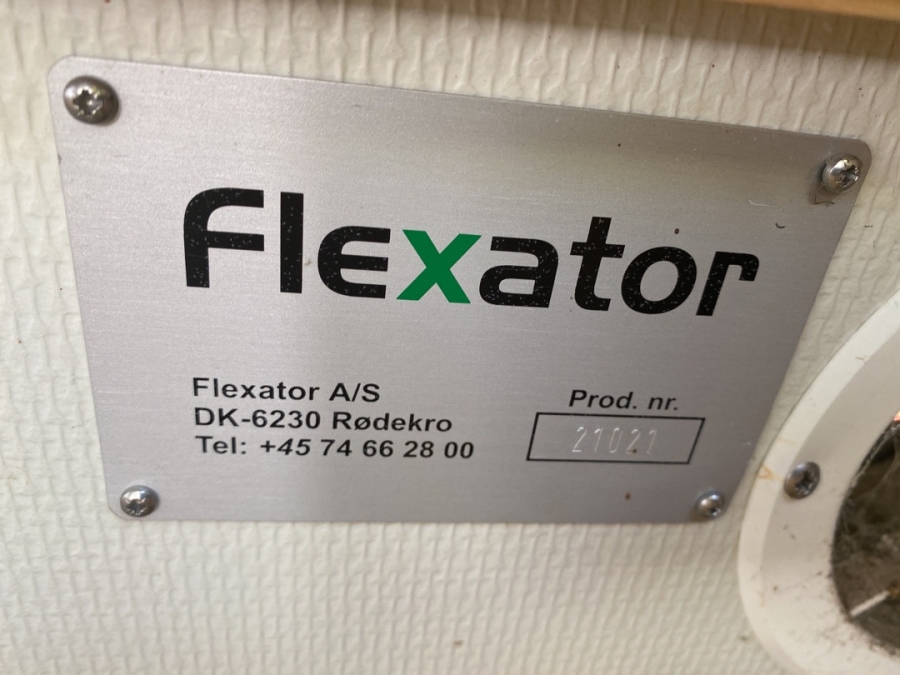 Flexator
Flexator A/S
DK-6230 Rødekro
Tel: +45 74 66 28 00
Prod. nr.
21021